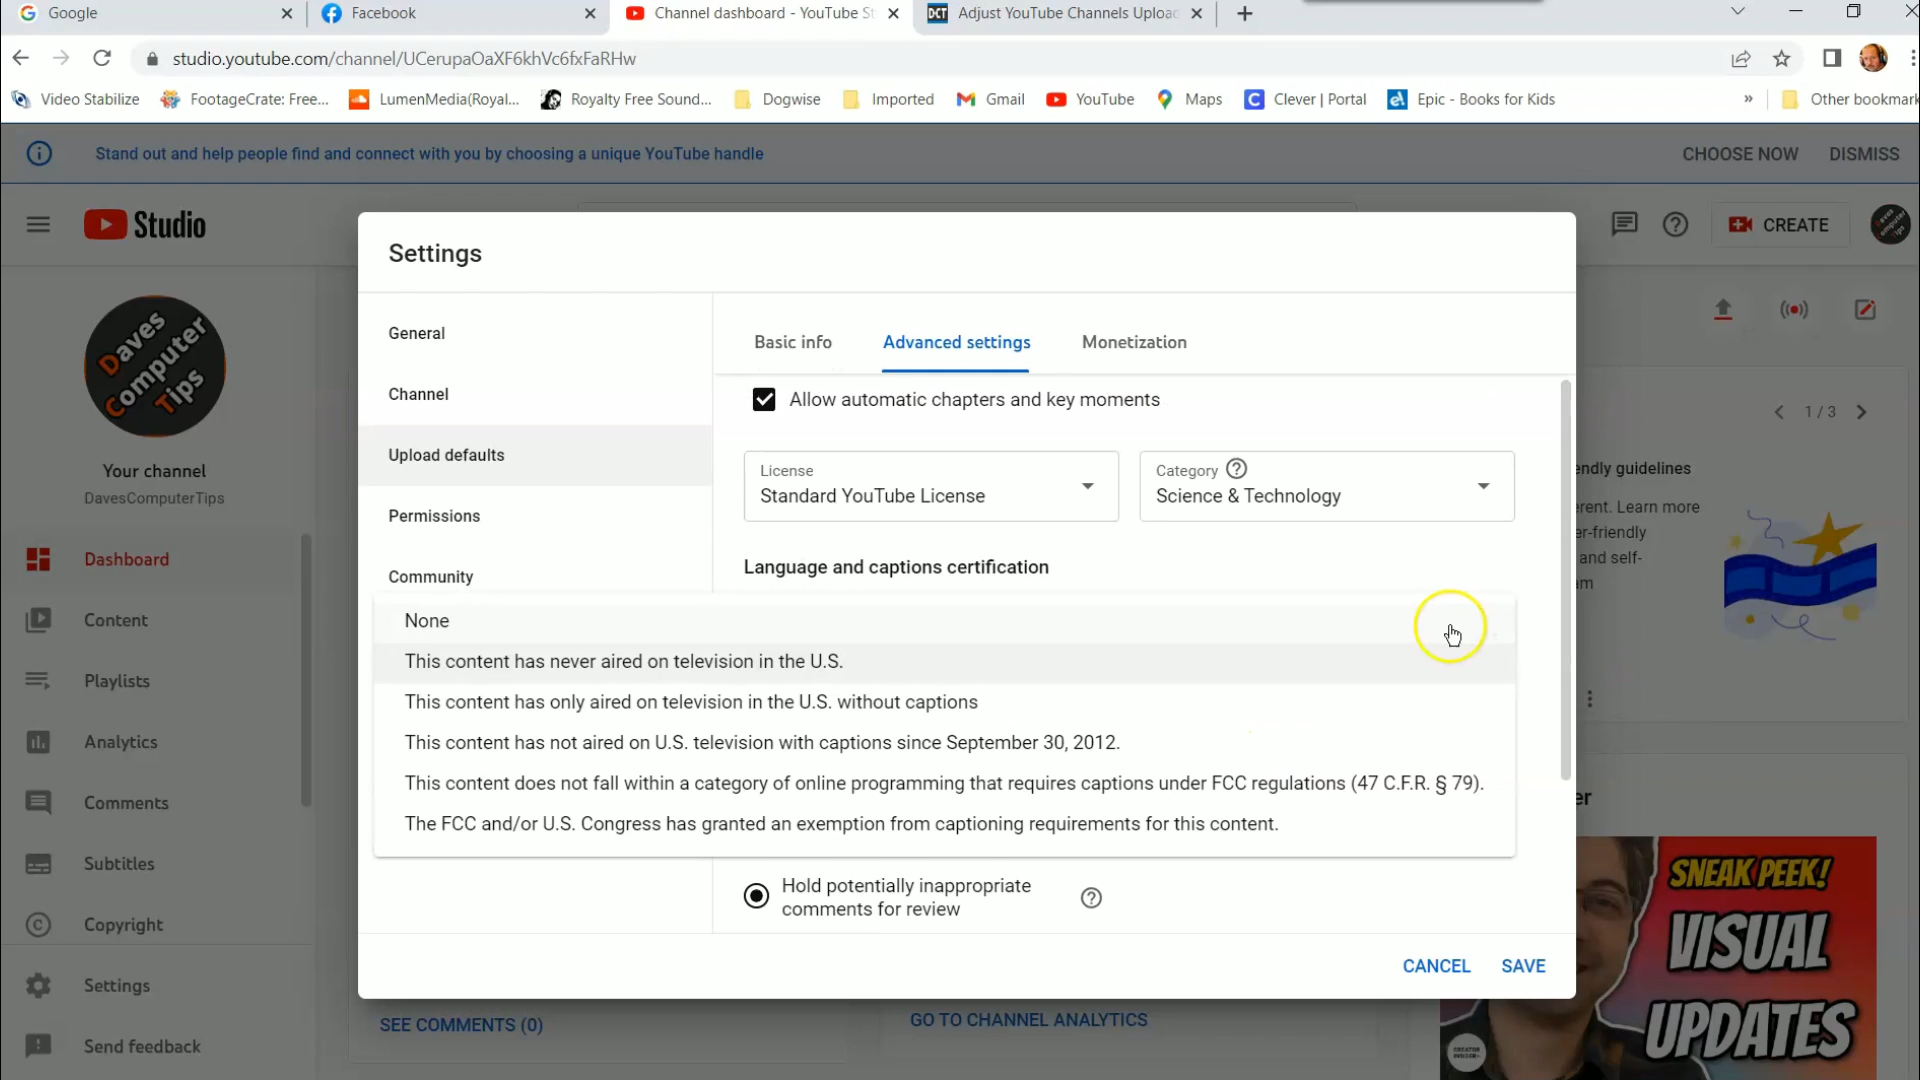 Google
Facebook
Channel dashboard - YouTube St
Adjust YouTube Channels Upload
studio.youtube.com/channel/UCerupaOaXF6khVc6fxFaRHw
Video Stabilize
FootageCrate: Free...
LumenMedia(Royal...
Royalty Free Sound...
Dogwise
Imported
Gmail
YouTube
Maps
Clever | Portal
Epic - Books for Kids
»
Other bookmark
Stand out and help people find and connect with you by choosing a unique YouTube handle
CHOOSE NOW
DISMISS
Studio
CREATE
Daves
Computer
Tips
Your channel
DavesComputerTips
Dashboard
Content
Playlists
Analytics
Comments
Subtitles
Copyright
Settings
Send feedback
Settings
General
Channel
Upload defaults
Permissions
Community
Basic info
Advanced settings
Monetization
Allow automatic chapters and key moments
License
Standard YouTube License
Category
Science & Technology
Language and captions certification
None
This content has never aired on television in the U.S.
This content has only aired on television in the U.S. without captions
This content has not aired on U.S. television with captions since September 30, 2012.
This content does not fall within a category of online programming that requires captions under FCC regulations (47 C.F.R. § 79).
The FCC and/or U.S. Congress has granted an exemption from captioning requirements for this content.
Hold potentially inappropriate
comments for review
CANCEL
SAVE
SEE COMMENTS (0)
GO TO CHANNEL ANALYTICS
1 / 3
endly guidelines
erent. Learn more
er-friendly
and self-
am
er
SNEAK PEEK!
VISUAL
UPDATES
CREATOR
INSIDER